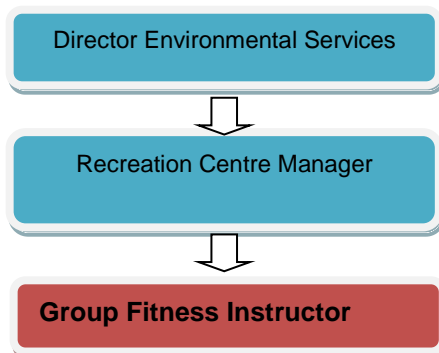 Director Environmental Services
Recreation Centre Manager
Group Fitness Instructor